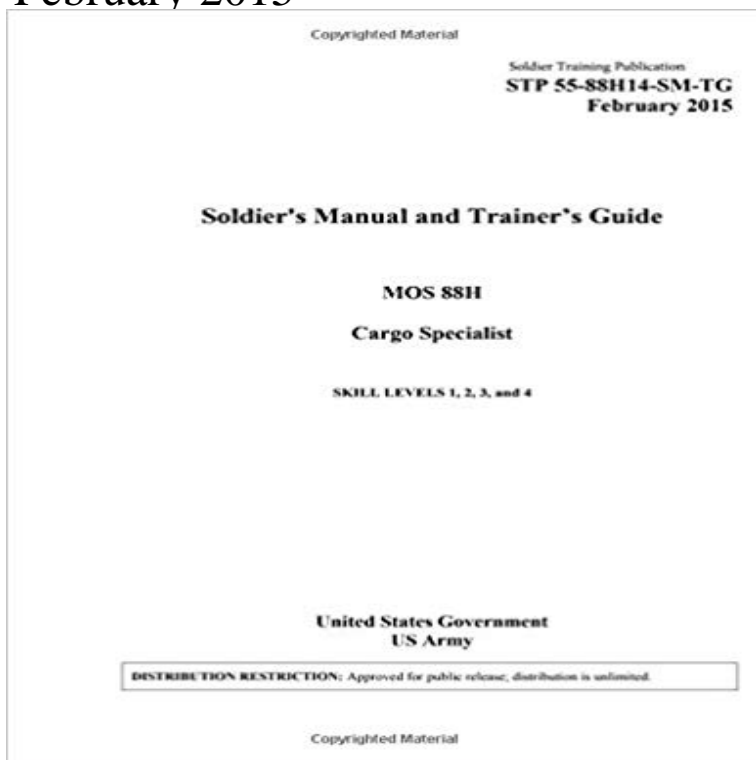 February 2015
Copyrighted Material
Soldier Training Publication
STP 55-88H14-SM-TG
February 2015
Soldier's Manual and Trainer's Guide
MOS 88H
Cargo Specialist
SKILL LEVELS 1, 2, 3, and 4
United States Government
US Army
DISTRIBUTION RESTRICTION: Approved for public release; distribution is unlimited.
Copyrighted Material